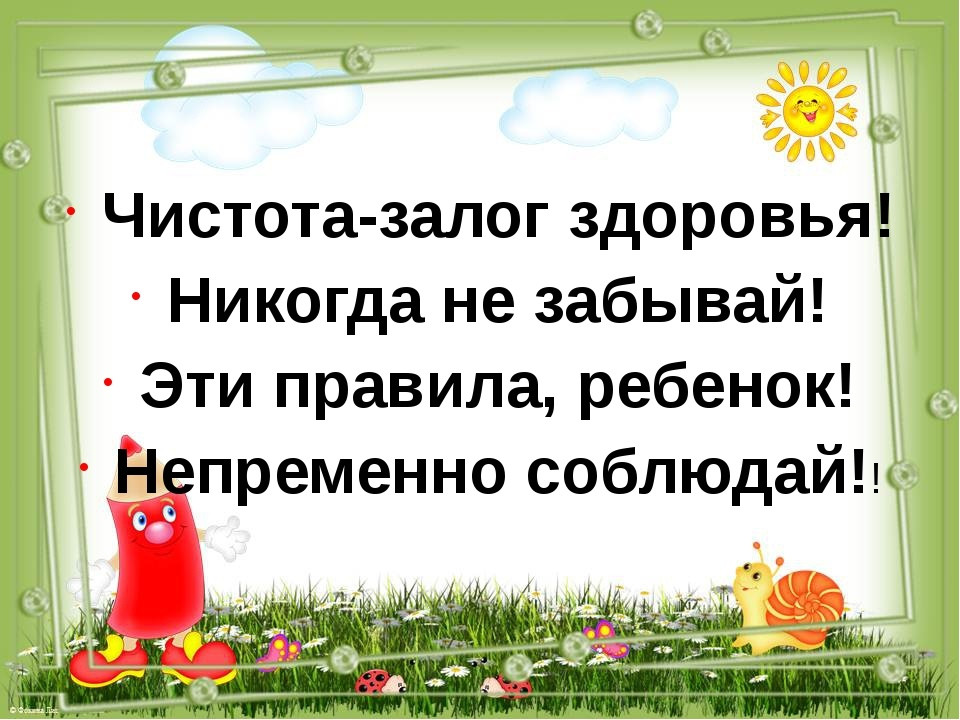 • Чистота-залог здоровья!
• Никогда не забывай!
• Эти правила, ребенок!
• Непременно соблюдай!!